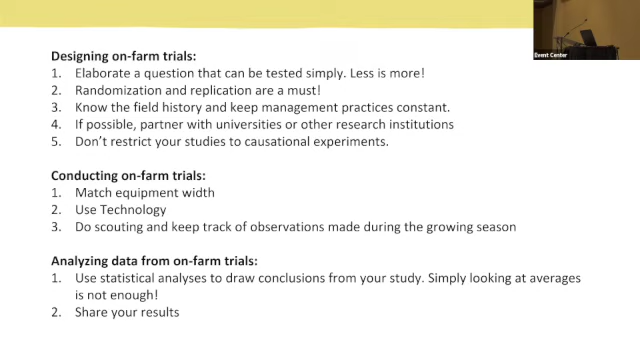 Designing on-farm trials:
1. Elaborate a question that can be tested simply. Less is more!
2. Randomization and replication are a must!
3. Know the field history and keep management practices constant.
4. If possible, partner with universities or other research institutions
5. Don't restrict your studies to causational experiments.
Conducting on-farm trials:
1. Match equipment width
2. Use Technology
3. Do scouting and keep track of observations made during the growing season
Analyzing data from on-farm trials:
1. Use statistical analyses to draw conclusions from your study. Simply looking at averages
is not enough!
2. Share your results
Event Center